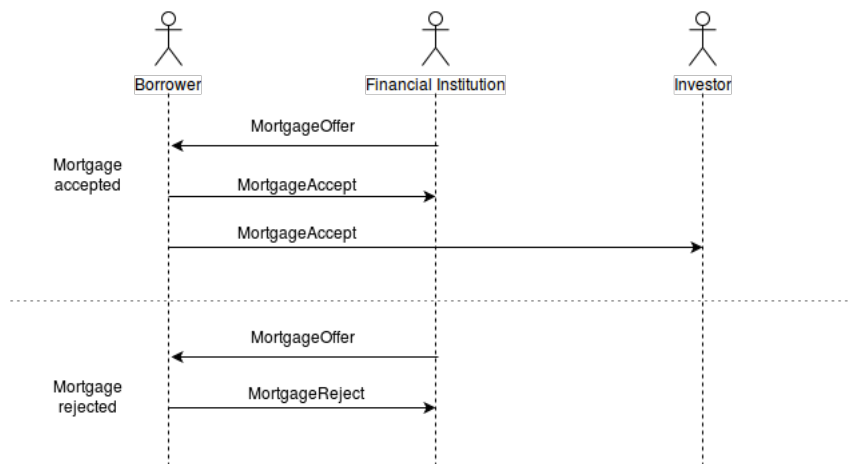 Borrower
Financial Institution
Investor
MortgageOffer
Mortgage
accepted
MortgageAccept
MortgageAccept
MortgageOffer
Mortgage
rejected
MortgageReject